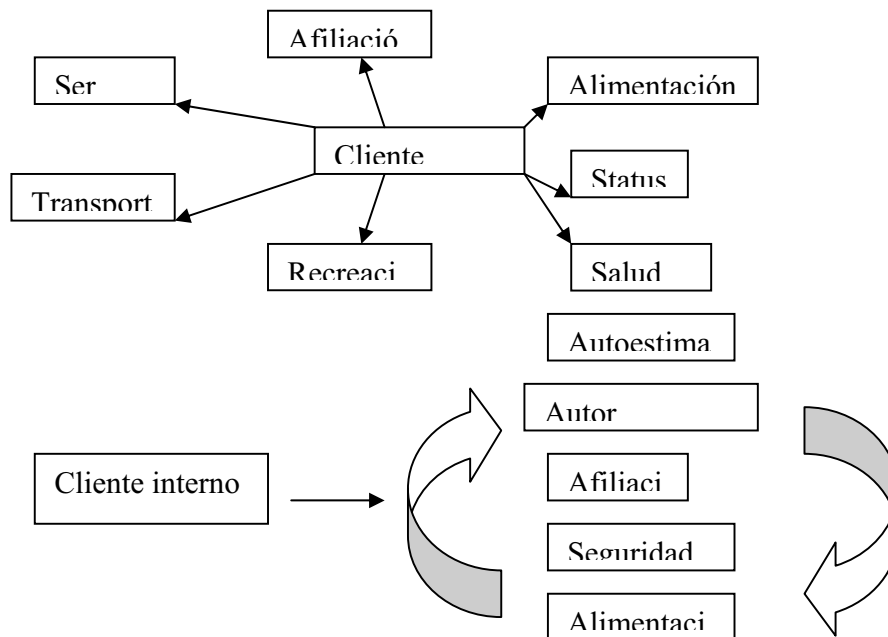 Afiliació
Ser
Alimentación
Cliente
Status
Transport
Recreaci
Salud
Autoestima
Autor
Cliente interno
Afiliaci
Seguridad
Alimentaci